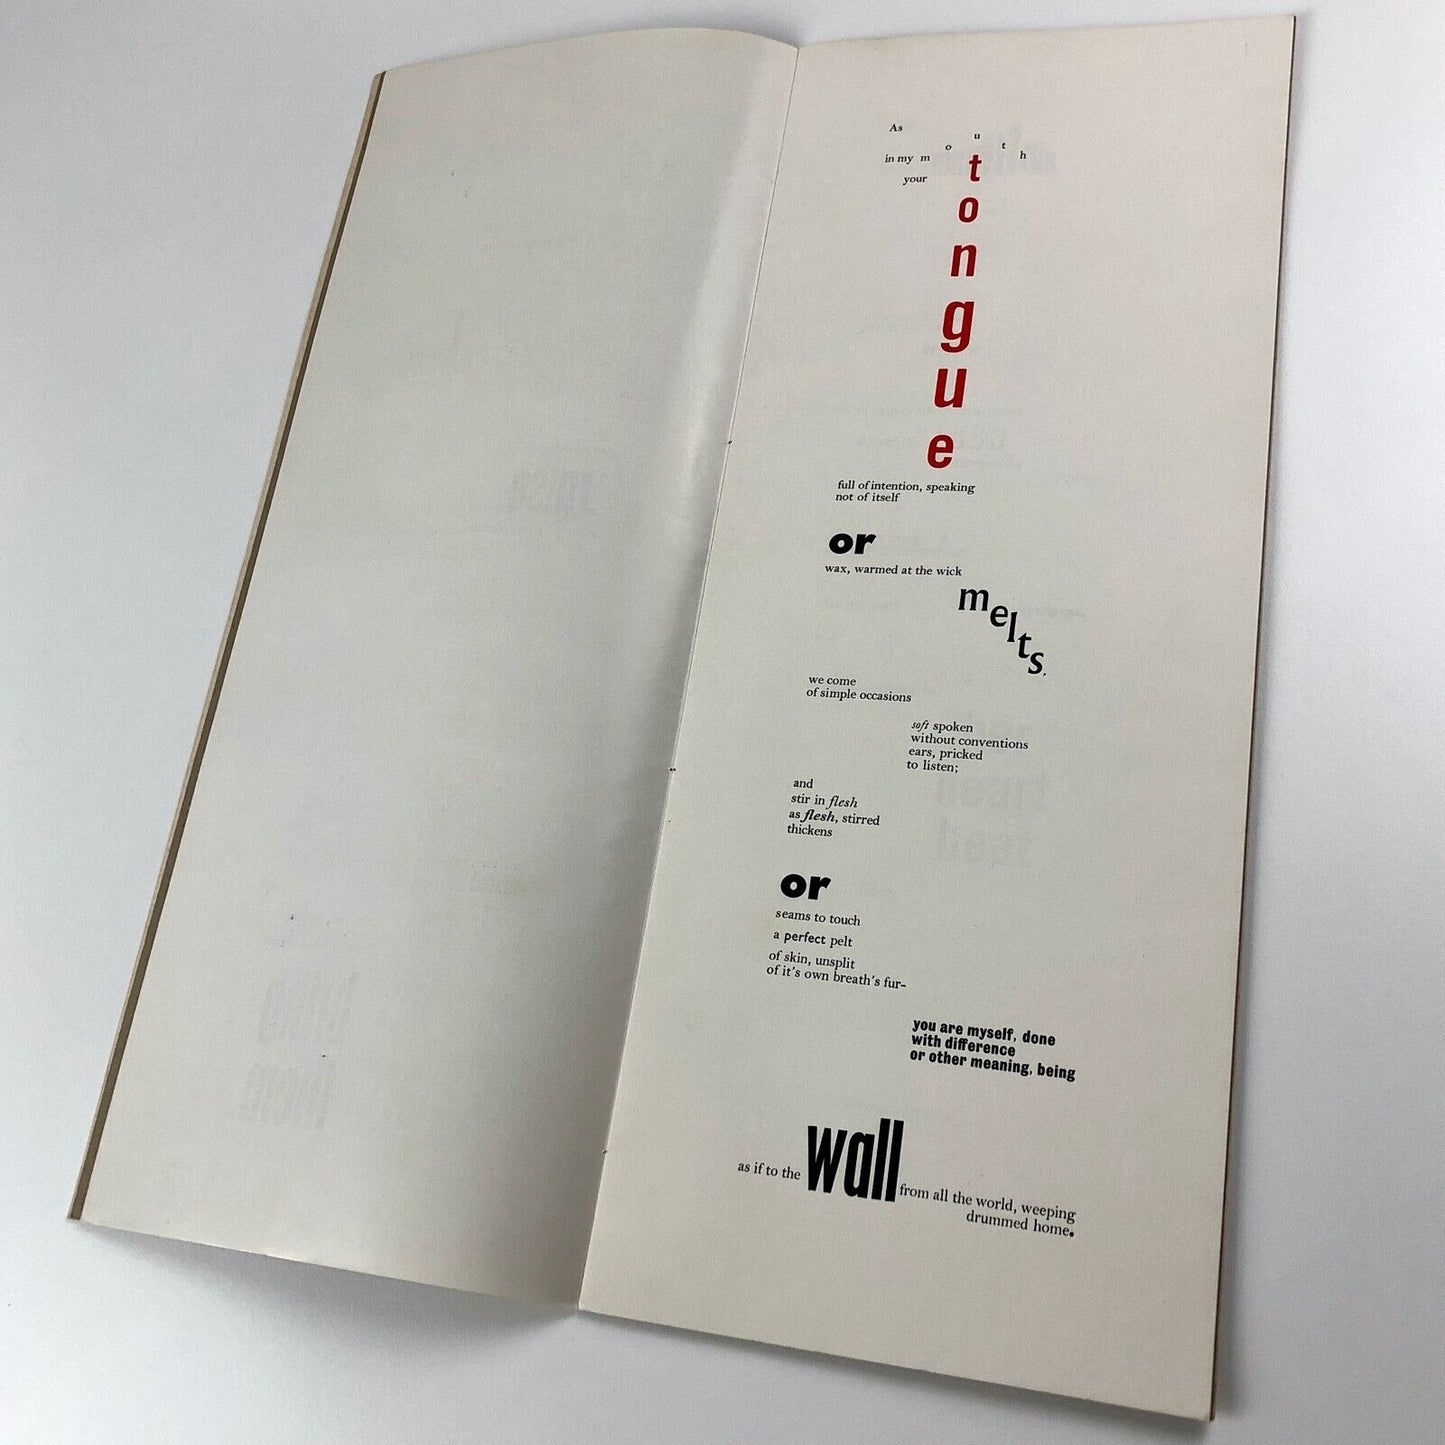 As
in my mouth
your tongue
full of intention, speaking
not of itself
or
wax, warmed at the wick
melts,
we come
of simple occasions
soft spoken
without conventions
ears, pricked
to listen;
and
stir in flesh
as flesh, stirred
thickens
or
seams to touch
a perfect pelt
of skin, unsplit
of it's own breath's fur-
you are myself, done
with difference
or other meaning, being
as if to the wall from all the world, weeping
drummed home.